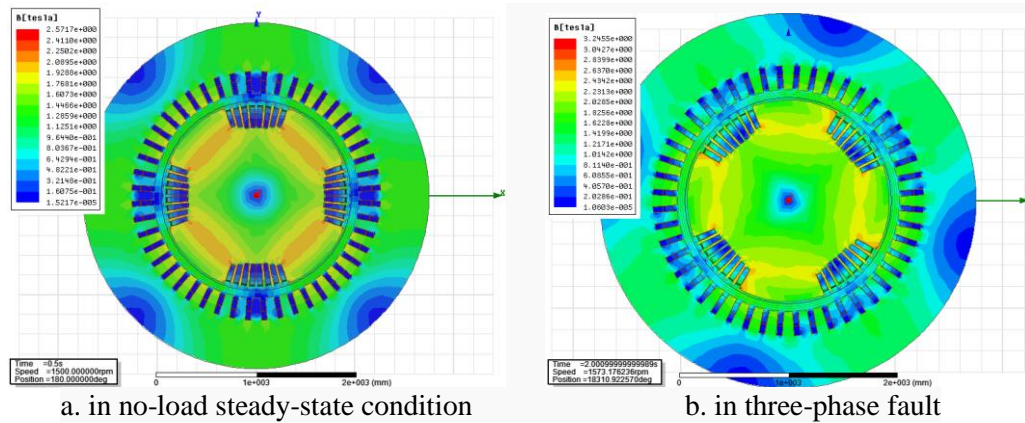 B[tesla]
2.5717e+000
2.4110e+000
2.2502e+000
2.0895e+000
1.9288e+000
1.7681e+000
1.6073e+000
1.4466e+000
1.2859e+000
1.1251e+000
9.6440e-001
8.0367e-001
6.4294e-001
4.8221e-001
3.2148e-001
1.6075e-001
1.5217e-005
Y
X
Time =0.5s
Speed =1500.000000rpm
Position =180.000000deg
0 1e+003 2e+003 (mm)
a. in no-load steady-state condition
B[tesla]
3.2455e+000
3.0427e+000
2.8399e+000
2.6370e+000
2.4342e+000
2.2313e+000
2.0285e+000
1.8256e+000
1.6228e+000
1.4199e+000
1.2171e+000
1.0142e+000
8.1140e-001
6.0855e-001
4.0570e-001
2.0286e-001
1.0603e-005
Time =2.00099999999989s
Speed =1573.176236rpm
Position =18310.922570deg
0 1e+003 2e+003 (mm)
b. in three-phase fault